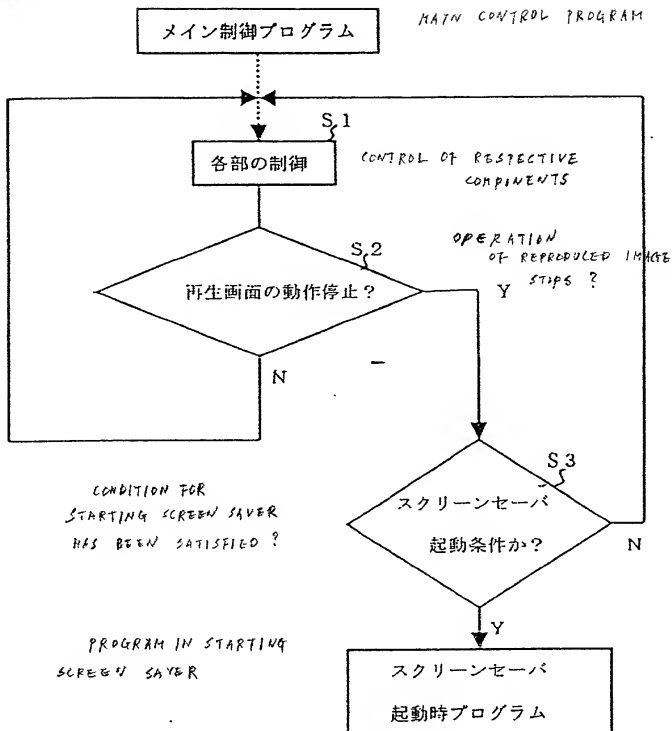 メイン制御プログラム
MAIN CONTROL PROGRAM
S1
各部の制御
CONTROL OF RESPECTIVE
COMPONENTS
S2
再生画面の動作停止？
OPERATION
OF REPRODUCED IMAGE
STOPS ?
Y
N
S3
スクリーンセーバ
起動条件か？
N
CONDITION FOR
STARTING SCREEN SAVER
HAS BEEN SATISFIED ?
Y
PROGRAM IN STARTING
SCREEN SAVER
スクリーンセーバ
起動時プログラム